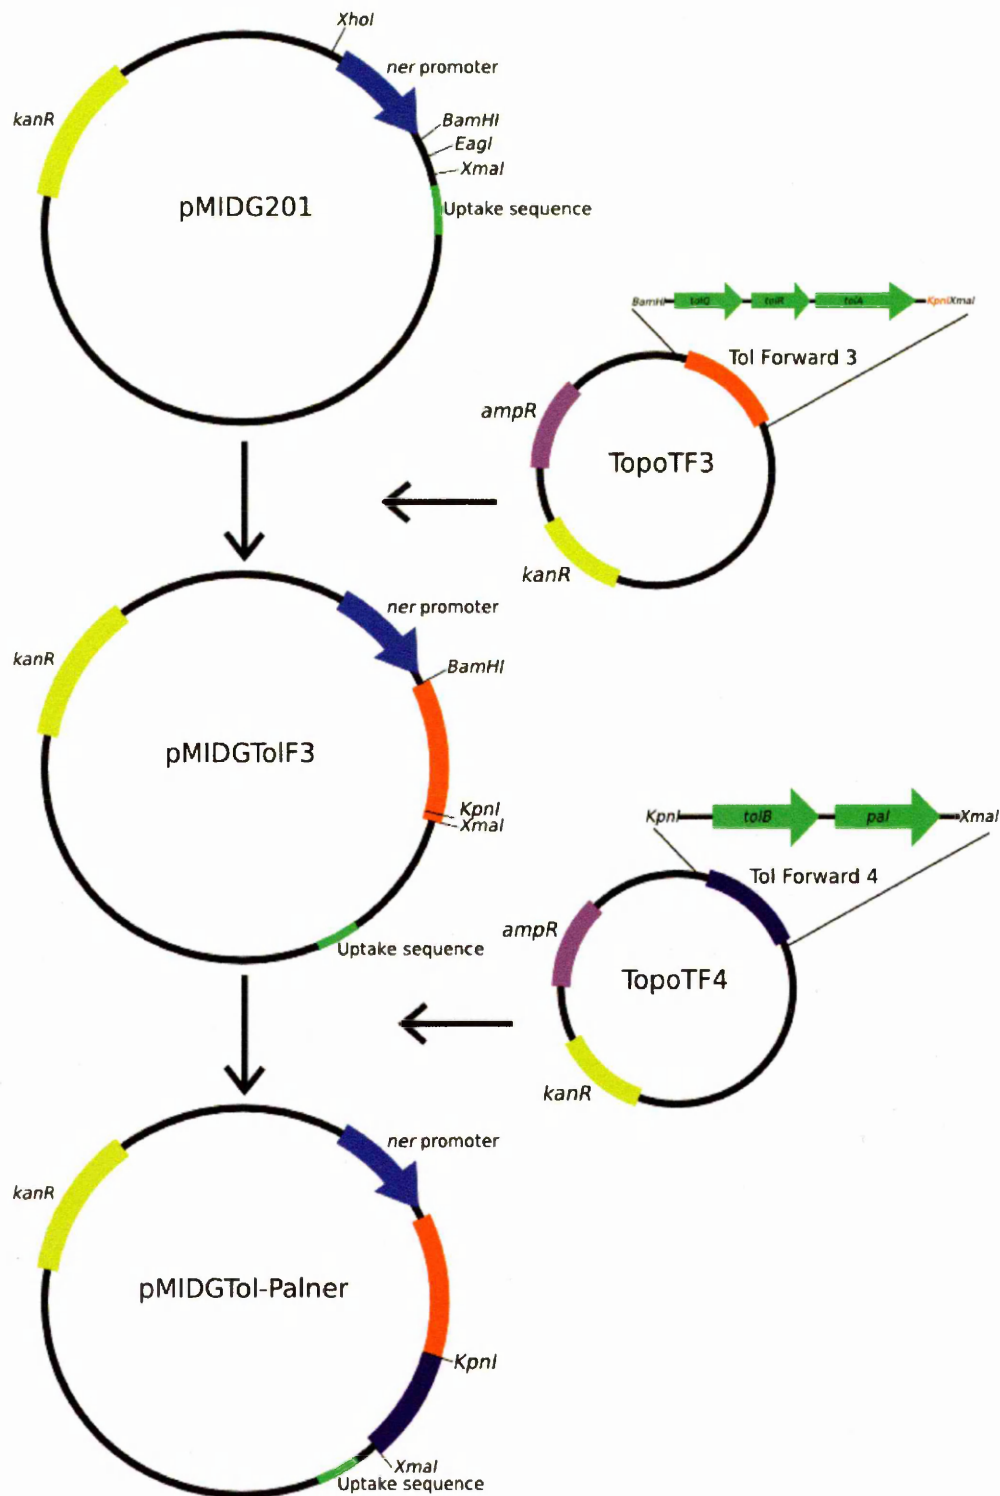 XhoI
ner promoter
kanR
BamHI
EagI
XmaI
pMIDG201
Uptake sequence
BamHI tolQ tolR tolA KpnI XmaI
Tol Forward 3
ampR
TopoTF3
kanR
ner promoter
kanR
BamHI
pMIDGTolF3
KpnI
XmaI
KpnI tolB pal XmaI
Tol Forward 4
ampR
Uptake sequence
TopoTF4
kanR
ner promoter
kanR
pMIDGTol-Palner
KpnI
XmaI
Uptake sequence